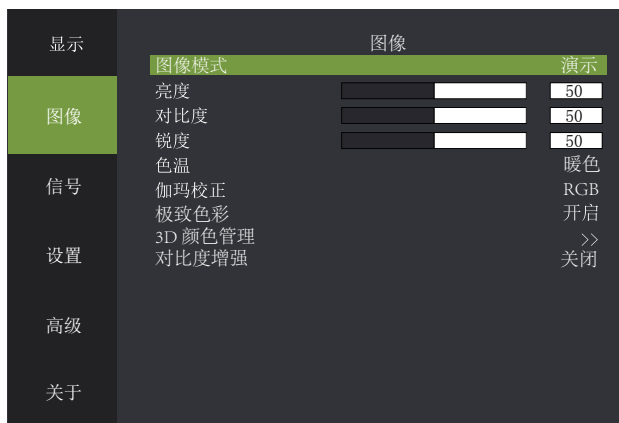 显示
图像
信号
设置
高级
关于
图像
图像模式 演示
亮度 50
对比度 50
锐度 50
色温 暖色
伽玛校正 RGB
极致色彩 开启
3D 颜色管理 >>
对比度增强 关闭